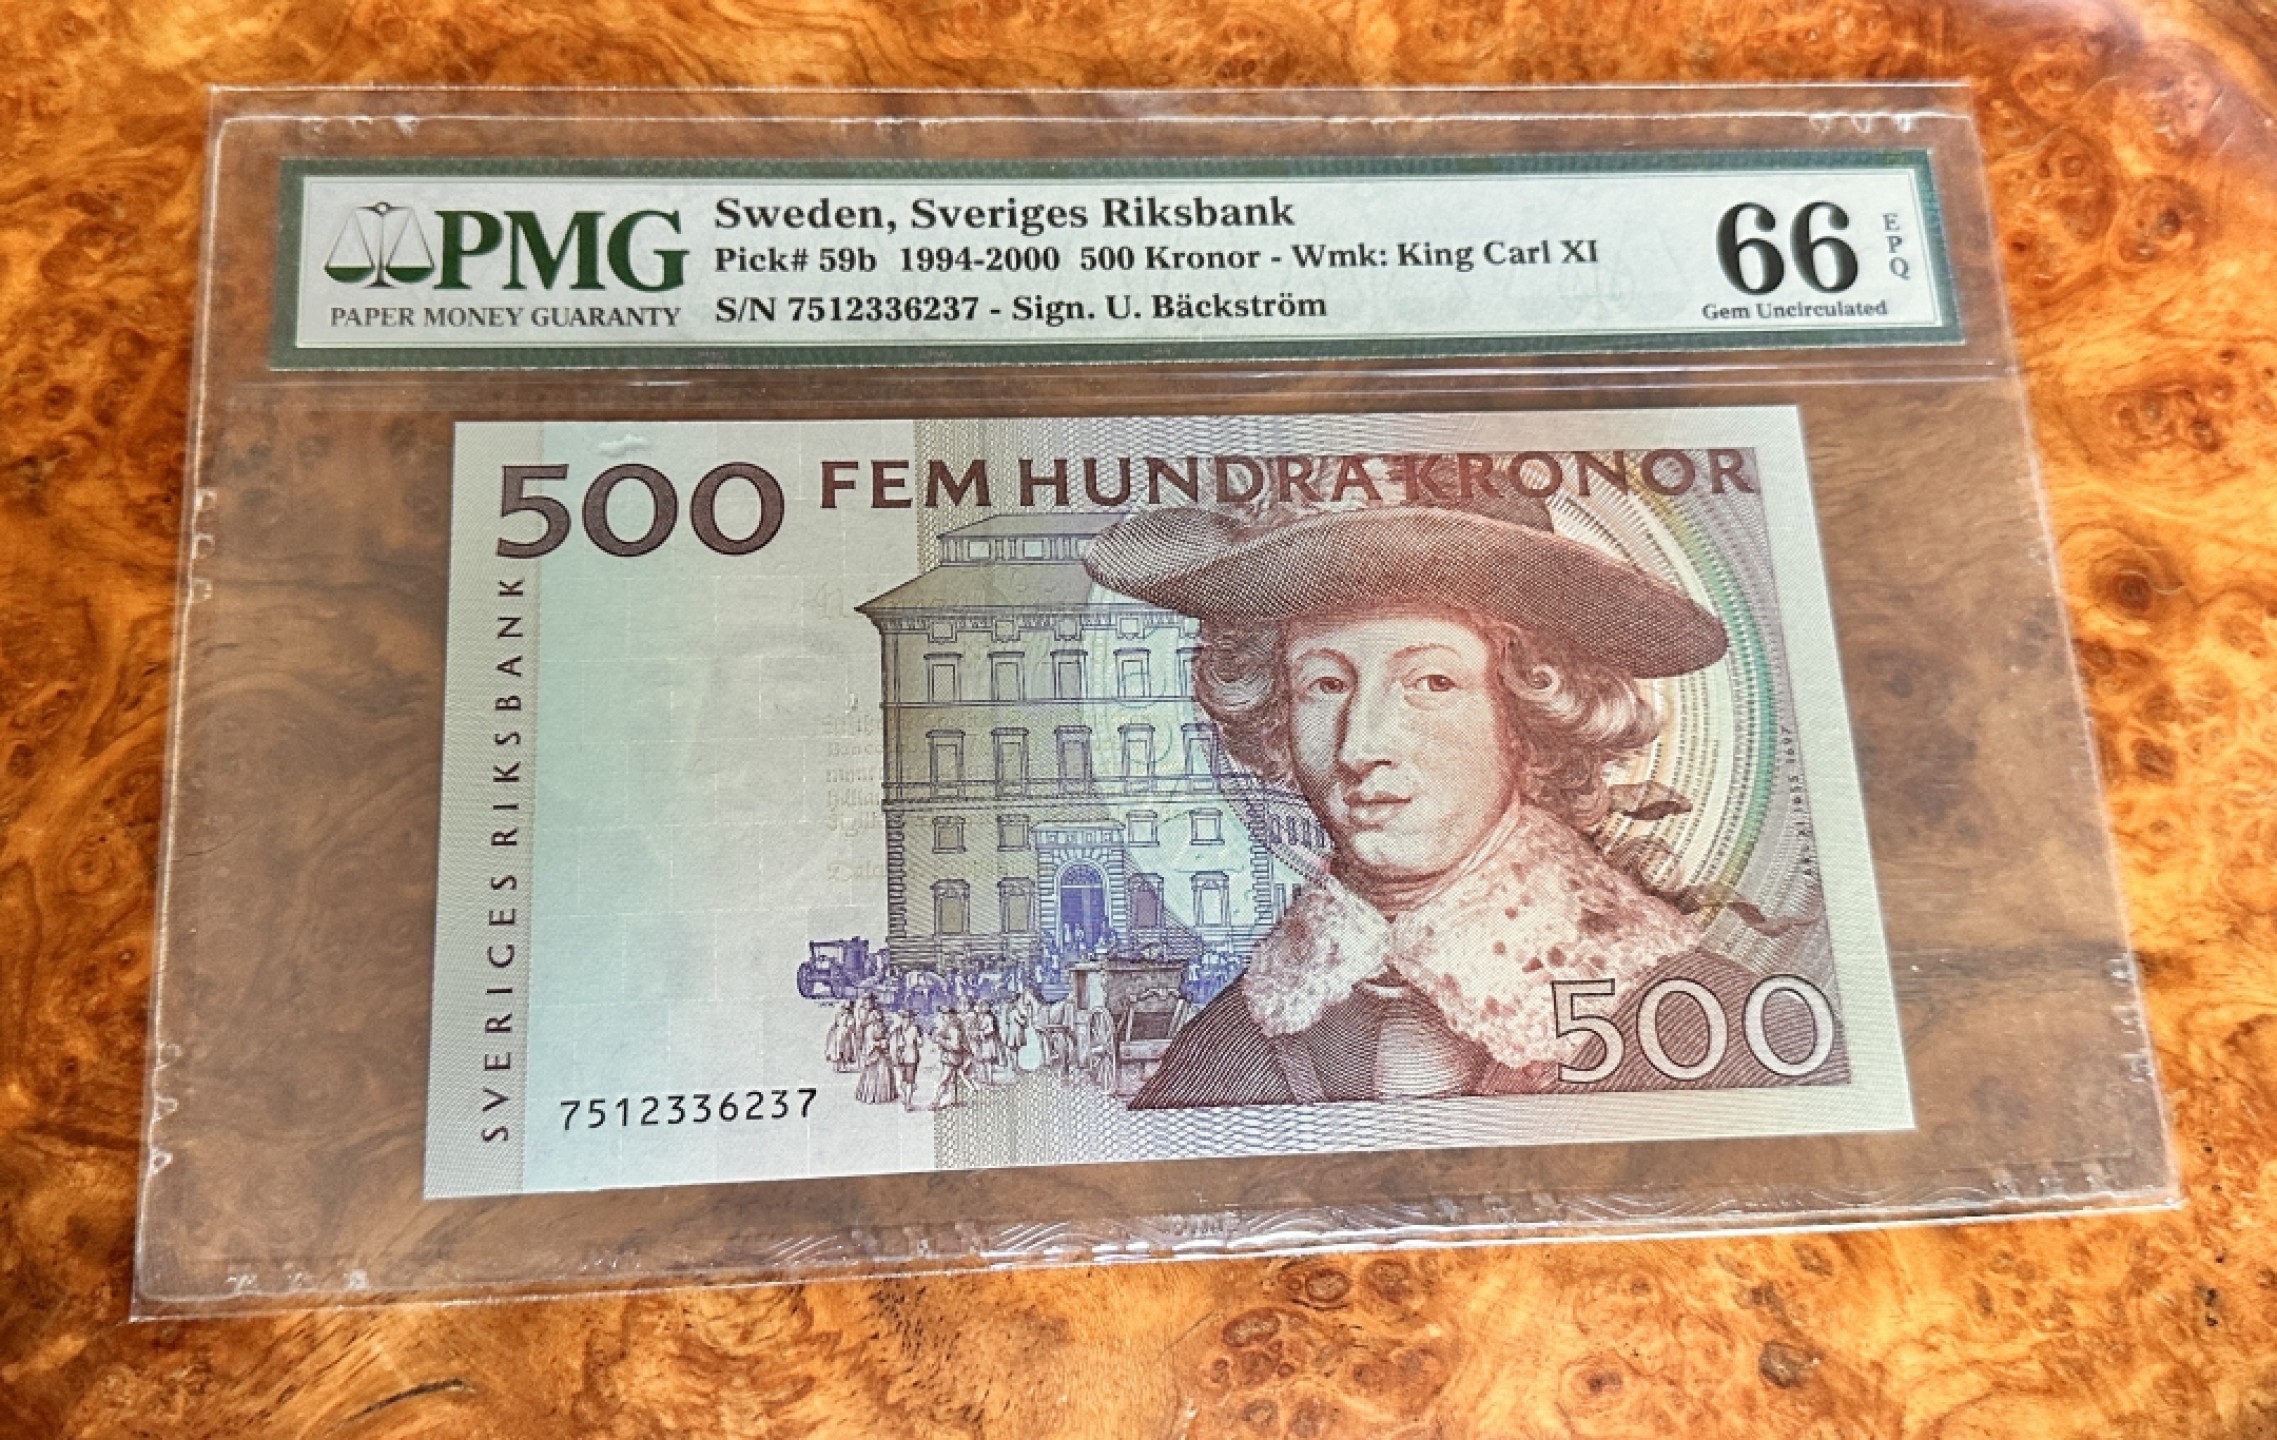 PMG
PAPER MONEY GUARANTY
Sweden, Sveriges Riksbank
Pick# 59b 1994-2000 500 Kronor - Wmk: King Carl XI
S/N 7512336237 - Sign. U. Bäckström
66
EPQ
Gem Uncirculated
500 FEM HUNDRA KRONOR
SVERIGES RIKSBANK
7512336237
500